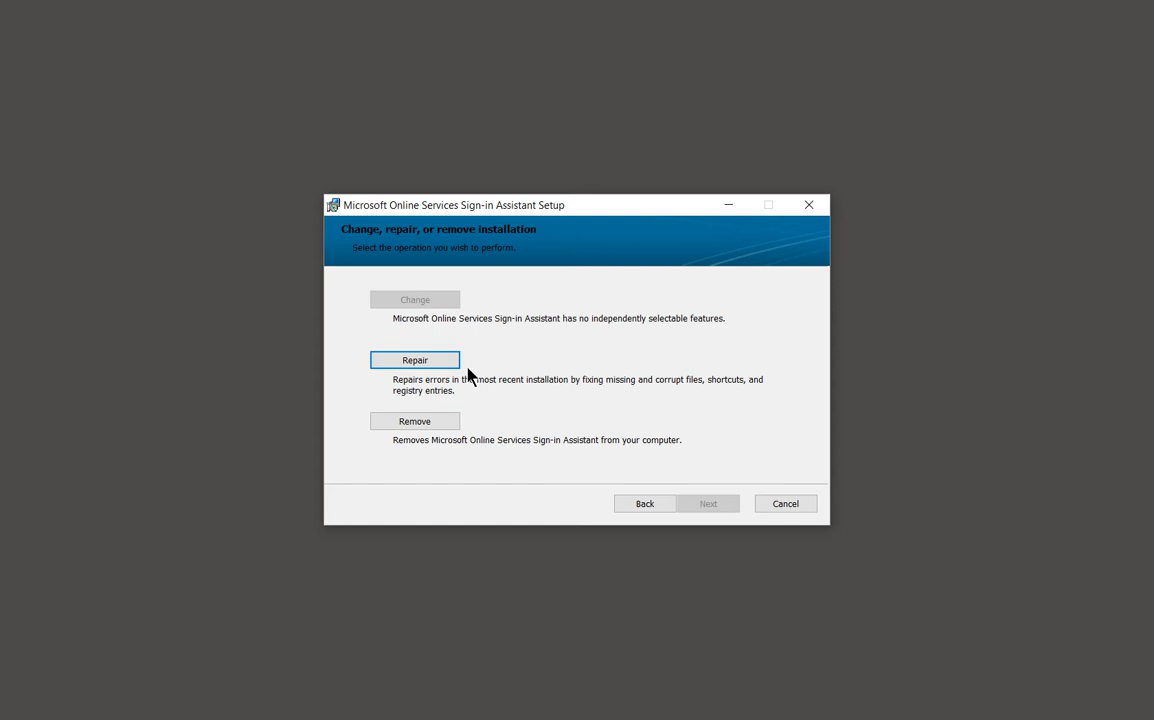 Microsoft Online Services Sign-in Assistant Setup
Change, repair, or remove installation
Select the operation you wish to perform.
Change
Microsoft Online Services Sign-in Assistant has no independently selectable features.
Repair
Repairs errors in the most recent installation by fixing missing and corrupt files, shortcuts, and
registry entries.
Remove
Removes Microsoft Online Services Sign-in Assistant from your computer.
Back Next Cancel